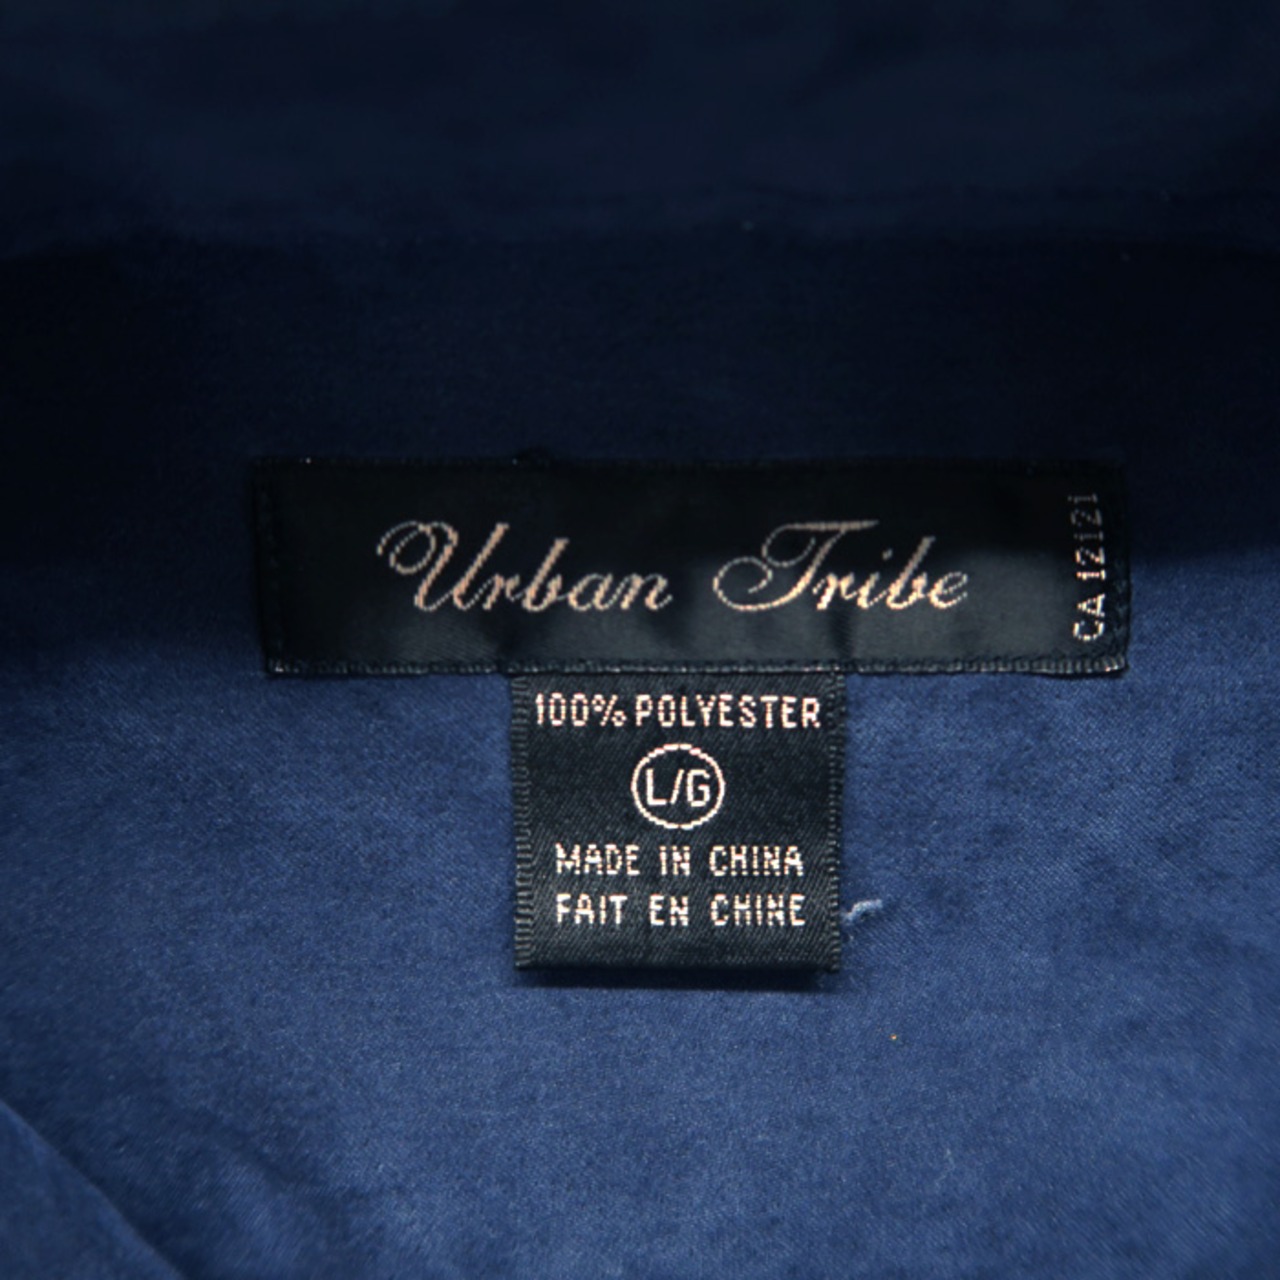 Urban Tribe
CA 12121
100% POLYESTER
L/G
MADE IN CHINA
FAIT EN CHINE